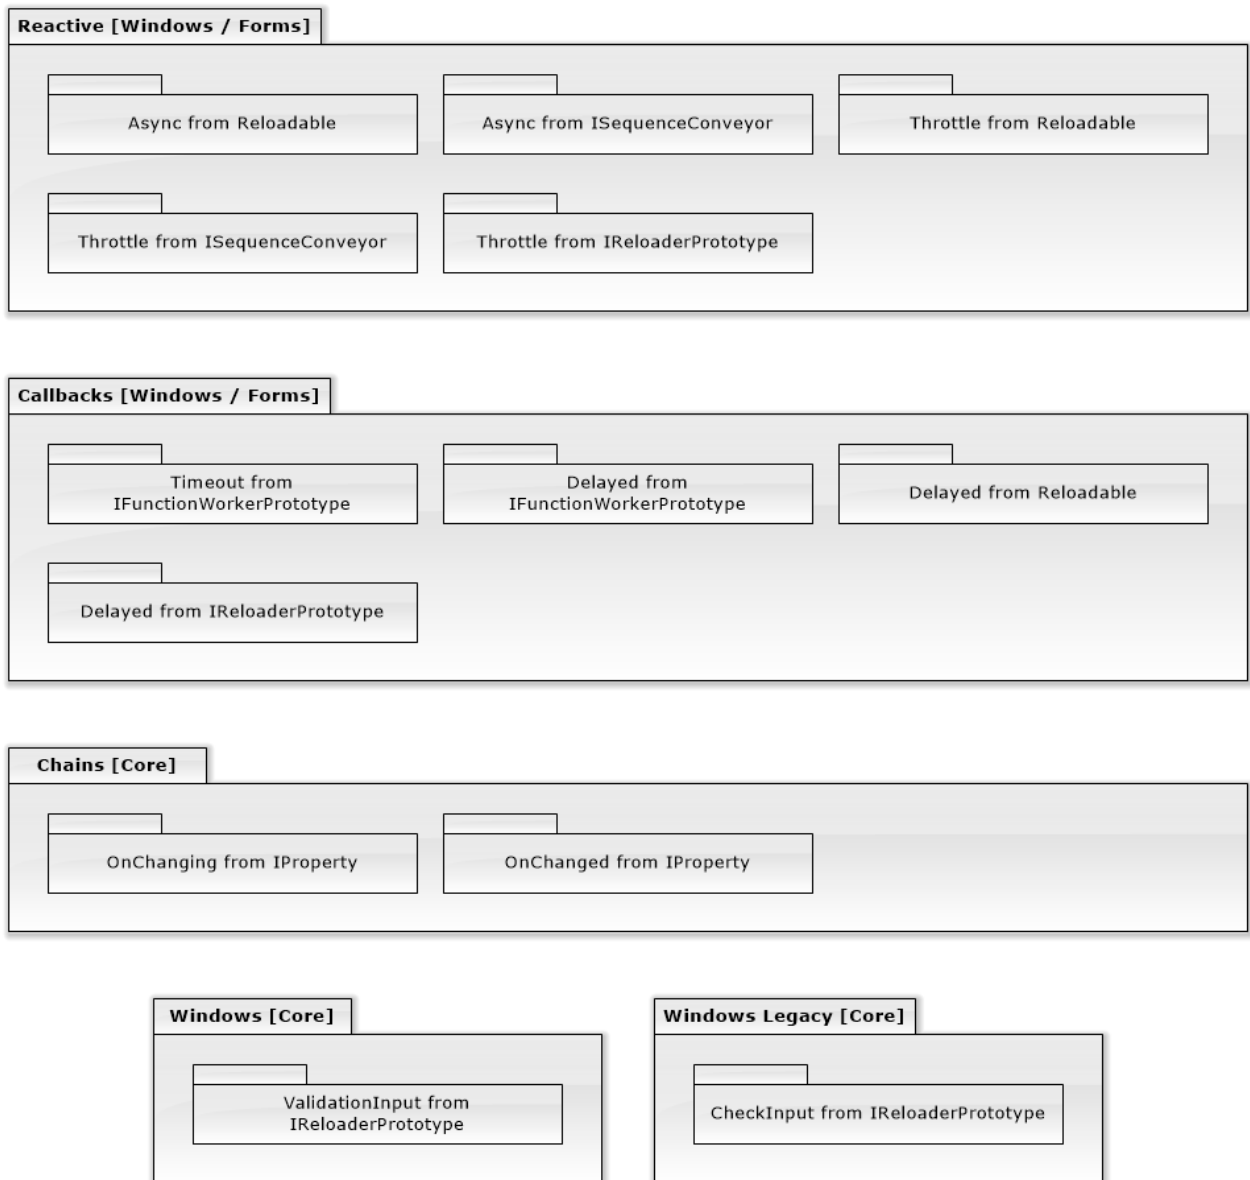 Reactive [Windows / Forms]
Async from Reloadable
Async from ISequenceConveyor
Throttle from Reloadable
Throttle from ISequenceConveyor
Throttle from IReloaderPrototype
Callbacks [Windows / Forms]
Timeout from
IFunctionWorkerPrototype
Delayed from
IFunctionWorkerPrototype
Delayed from Reloadable
Delayed from IReloaderPrototype
Chains [Core]
OnChanging from IProperty
OnChanged from IProperty
Windows [Core]
ValidationInput from
IReloaderPrototype
Windows Legacy [Core]
CheckInput from IReloaderPrototype